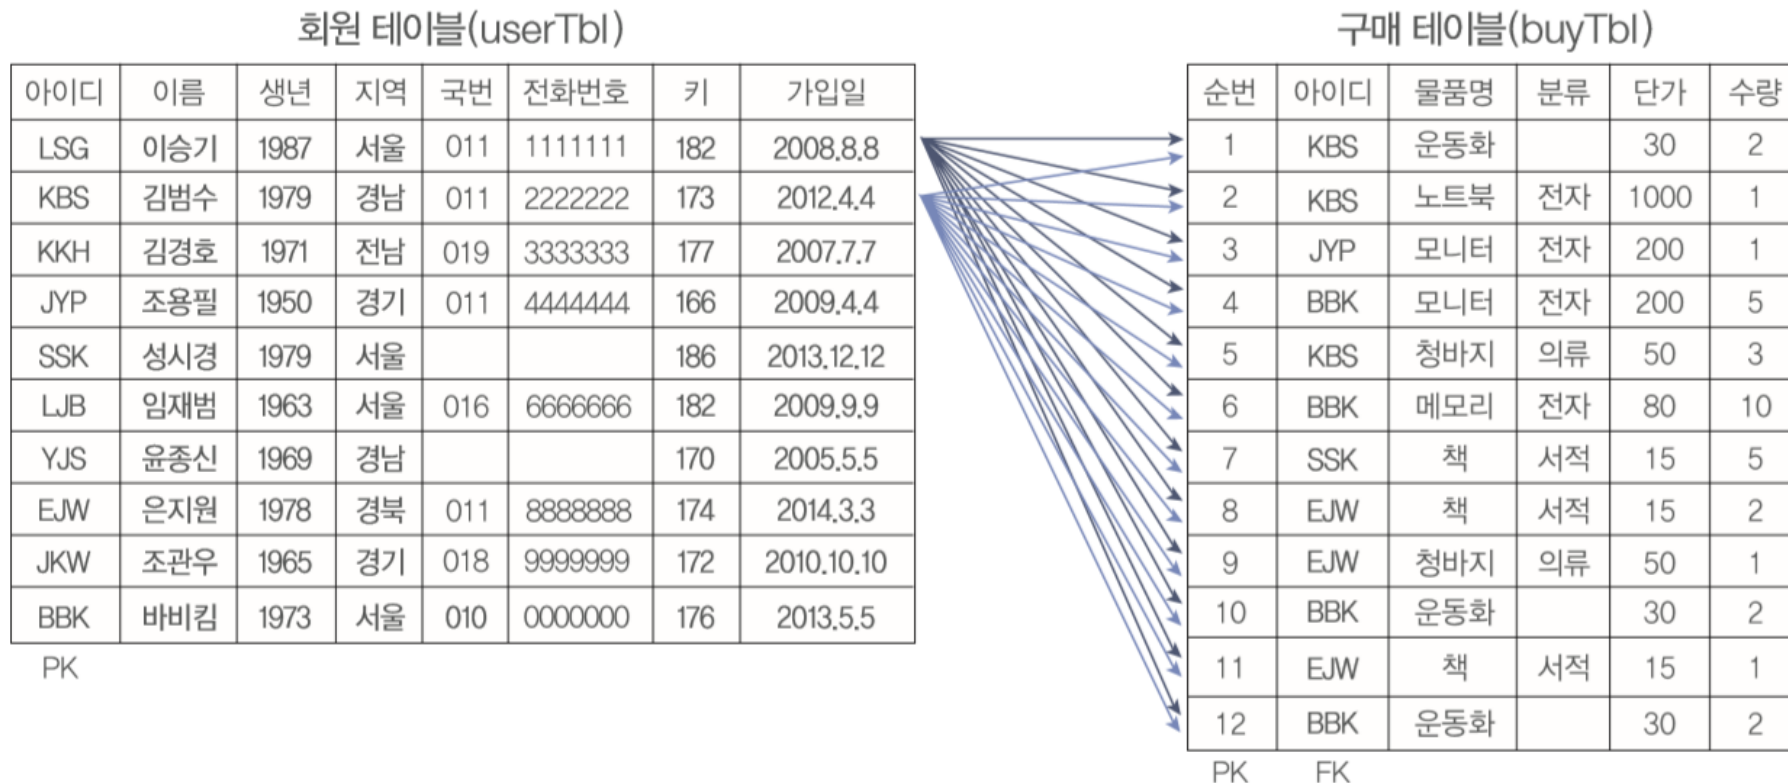 회원 테이블(userTbl)
아이디 이름 생년 지역 국번 전화번호 키 가입일
LSG 이승기 1987 서울 011 1111111 182 2008.8.8
KBS 김범수 1979 경남 011 2222222 173 2012.4.4
KKH 김경호 1971 전남 019 3333333 177 2007.7.7
JYP 조용필 1950 경기 011 4444444 166 2009.4.4
SSK 성시경 1979 서울 186 2013.12.12
LJB 임재범 1963 서울 016 6666666 182 2009.9.9
YJS 윤종신 1969 경남 170 2005.5.5
EJW 은지원 1978 경북 011 8888888 174 2014.3.3
JKW 조관우 1965 경기 018 9999999 172 2010.10.10
BBK 바비킴 1973 서울 010 0000000 176 2013.5.5
PK
구매 테이블(buyTbl)
순번 아이디 물품명 분류 단가 수량
1 KBS 운동화 30 2
2 KBS 노트북 전자 1000 1
3 JYP 모니터 전자 200 1
4 BBK 모니터 전자 200 5
5 KBS 청바지 의류 50 3
6 BBK 메모리 전자 80 10
7 SSK 책 서적 15 5
8 EJW 책 서적 15 2
9 EJW 청바지 의류 50 1
10 BBK 운동화 30 2
11 EJW 책 서적 15 1
12 BBK 운동화 30 2
PK FK